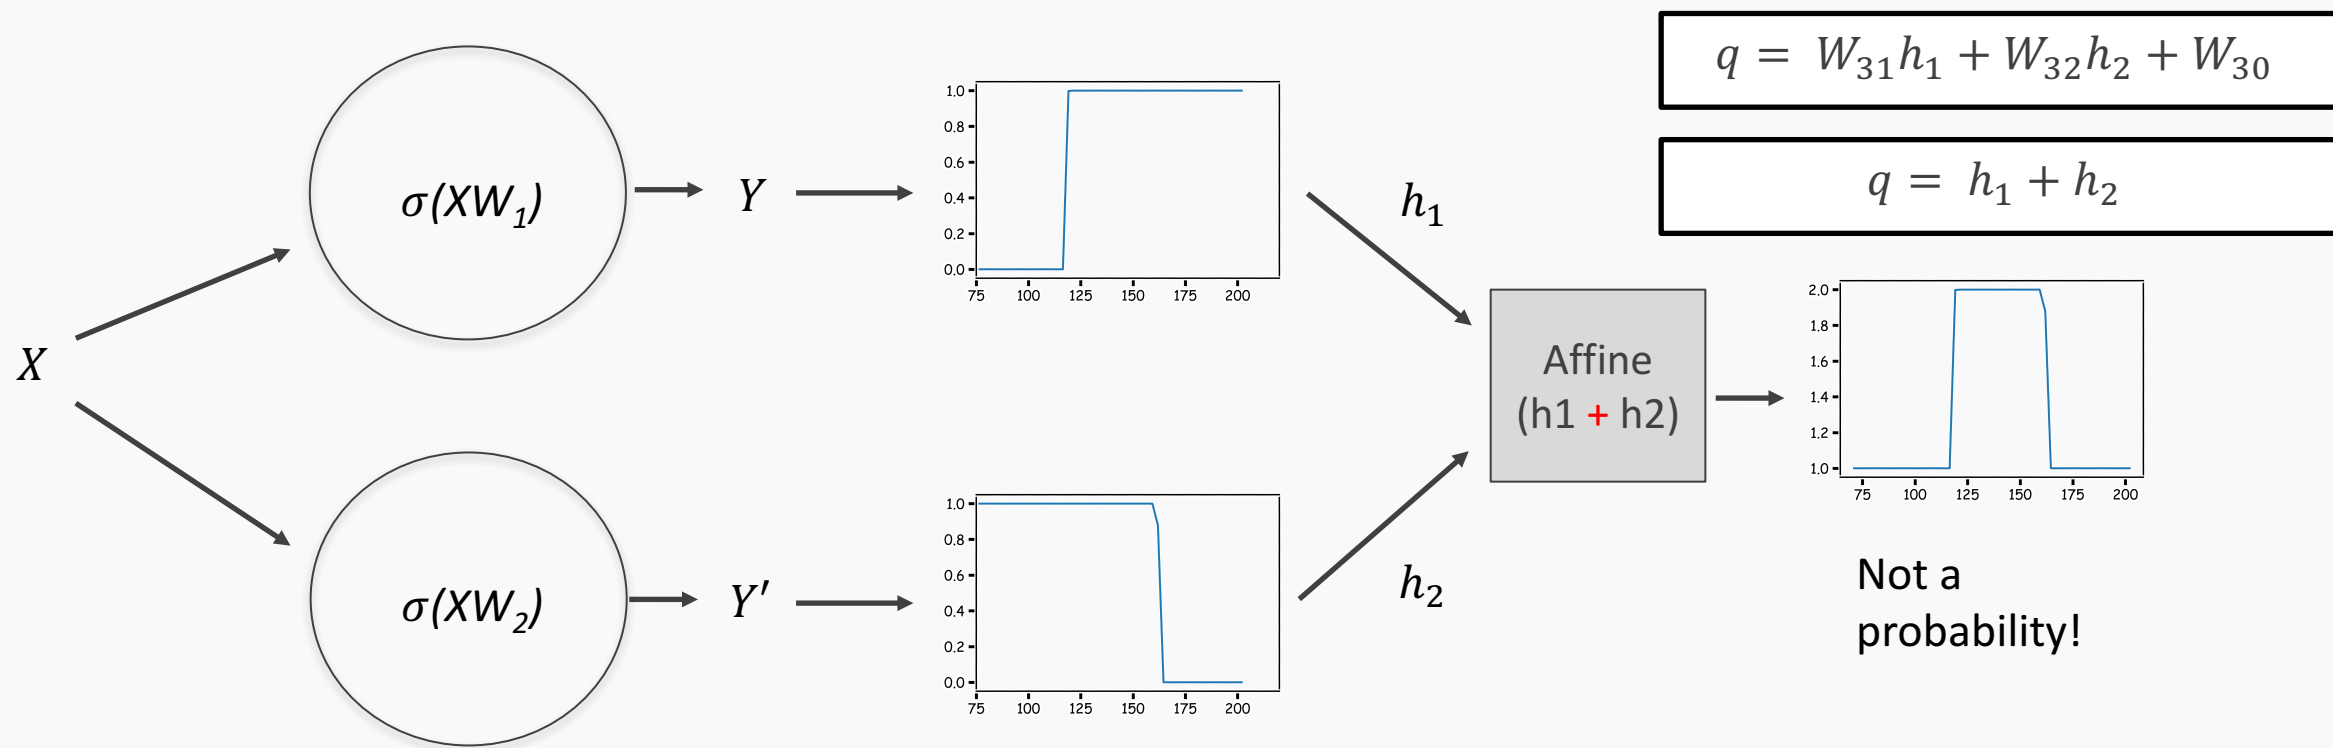 q = W₃₁h₁ + W₃₂h₂ + W₃₀
q = h₁ + h₂
σ(XW₁)
Y
1.0
0.8
0.6
0.4
0.2
0.0
75 100 125 150 175 200
h₁
X
Affine
(h1 + h2)
2.0
1.8
1.6
1.4
1.2
1.0
75 100 125 150 175 200
σ(XW₂)
Y′
1.0
0.8
0.6
0.4
0.2
0.0
75 100 125 150 175 200
h₂
Not a
probability!